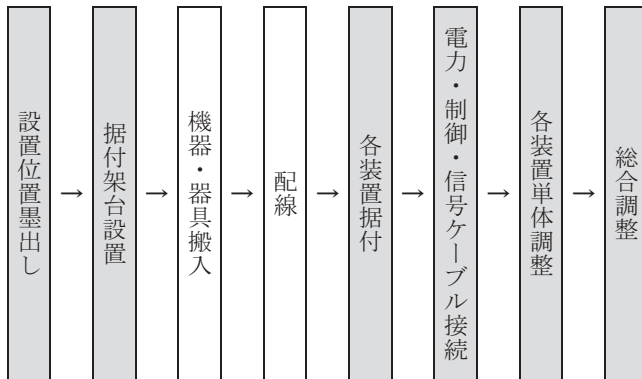 設置位置墨出し
→
据付架台設置
→
機器・器具搬入
→
配線
→
各装置据付
→
電力・制御・信号ケーブル接続
→
各装置単体調整
→
総合調整